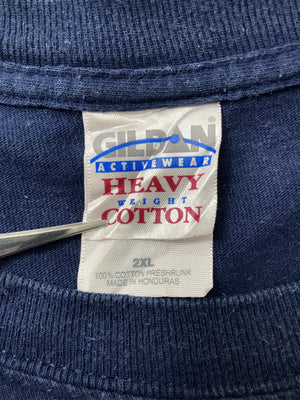 GILDAN
ACTIVEWEAR
HEAVY
WEIGHT
COTTON
2XL
100% COTTON PRESHRUNK
MADE IN HONDURAS